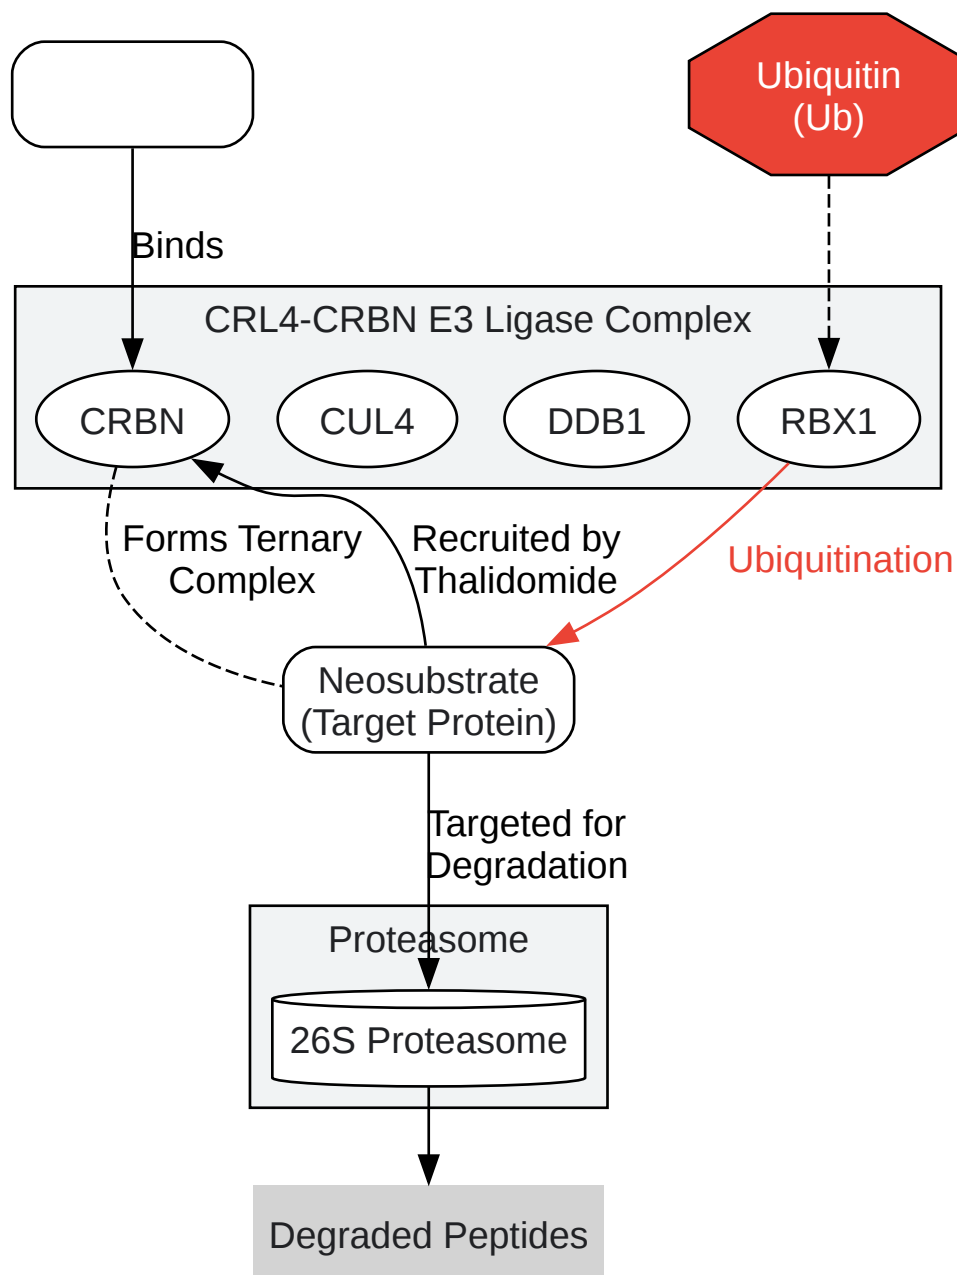 Ubiquitin
(Ub)
Binds
CRL4-CRBN E3 Ligase Complex
CRBN
CUL4
DDB1
RBX1
Forms Ternary
Complex
Recruited by
Thalidomide
Ubiquitination
Neosubstrate
(Target Protein)
Targeted for
Degradation
Proteasome
26S Proteasome
Degraded Peptides